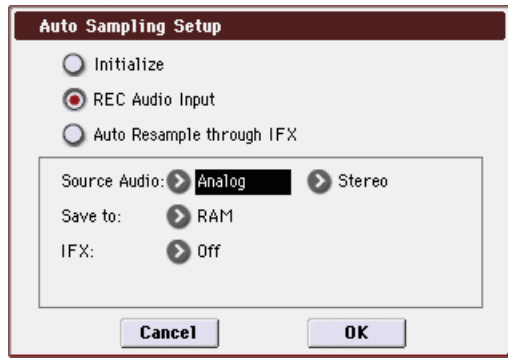 Auto Sampling Setup
Initialize
REC Audio Input
Auto Resample through IFX
Source Audio: Analog Stereo
Save to: RAM
IFX: Off
Cancel OK